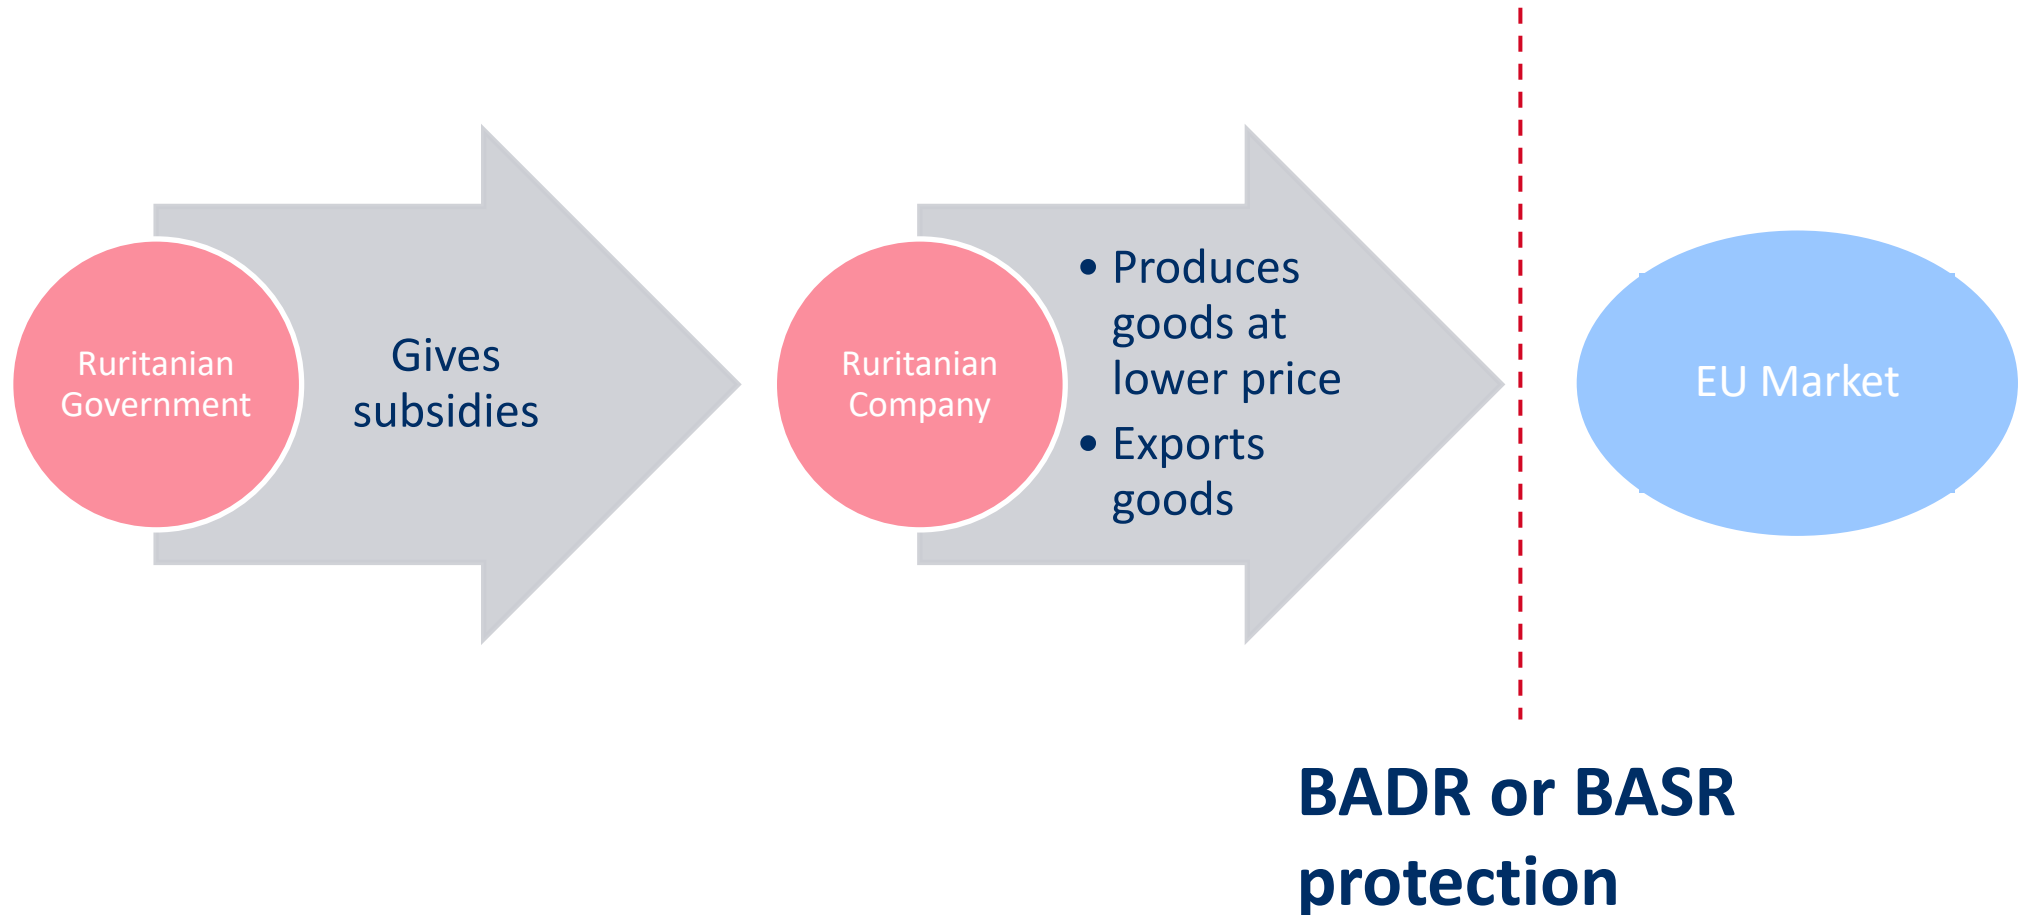 Ruritanian
Government
Gives
subsidies
Ruritanian
Company
• Produces
goods at
lower price
• Exports
goods
EU Market
BADR or BASR
protection